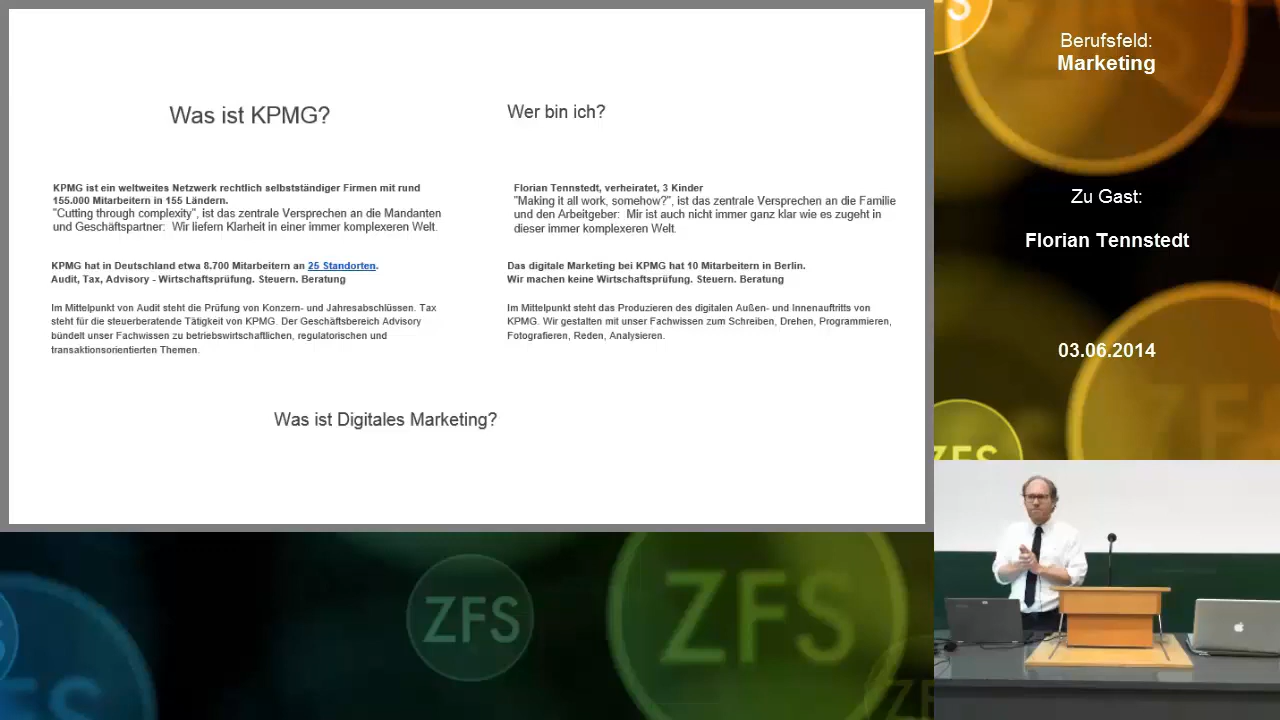 Was ist KPMG?
KPMG ist ein weltweites Netzwerk rechtlich selbstständiger Firmen mit rund
155.000 Mitarbeitern in 155 Ländern.
"Cutting through complexity", ist das zentrale Versprechen an die Mandanten
und Geschäftspartner: Wir liefern Klarheit in einer immer komplexeren Welt.
KPMG hat in Deutschland etwa 8.700 Mitarbeitern an 25 Standorten.
Audit, Tax, Advisory - Wirtschaftsprüfung. Steuern. Beratung
Im Mittelpunkt von Audit steht die Prüfung von Konzern- und Jahresabschlüssen. Tax
steht für die steuerberatende Tätigkeit von KPMG. Der Geschäftsbereich Advisory
bündelt unser Fachwissen zu betriebswirtschaftlichen, regulatorischen und
transaktionsorientierten Themen.
Wer bin ich?
Florian Tennstedt, verheiratet, 3 Kinder
"Making it all work, somehow?", ist das zentrale Versprechen an die Familie
und den Arbeitgeber: Mir ist auch nicht immer ganz klar wie es zugeht in
dieser immer komplexeren Welt.
Das digitale Marketing bei KPMG hat 10 Mitarbeitern in Berlin.
Wir machen keine Wirtschaftsprüfung. Steuern. Beratung
Im Mittelpunkt steht das Produzieren des digitalen Außen- und Innenauftritts von
KPMG. Wir gestalten mit unser Fachwissen zum Schreiben, Drehen, Programmieren,
Fotografieren, Reden, Analysieren.
Was ist Digitales Marketing?
Berufsfeld:
Marketing
Zu Gast:
Florian Tennstedt
03.06.2014
ZFS
ZFS
ZFS
ZFS
ZFS
ZFS
ZFS